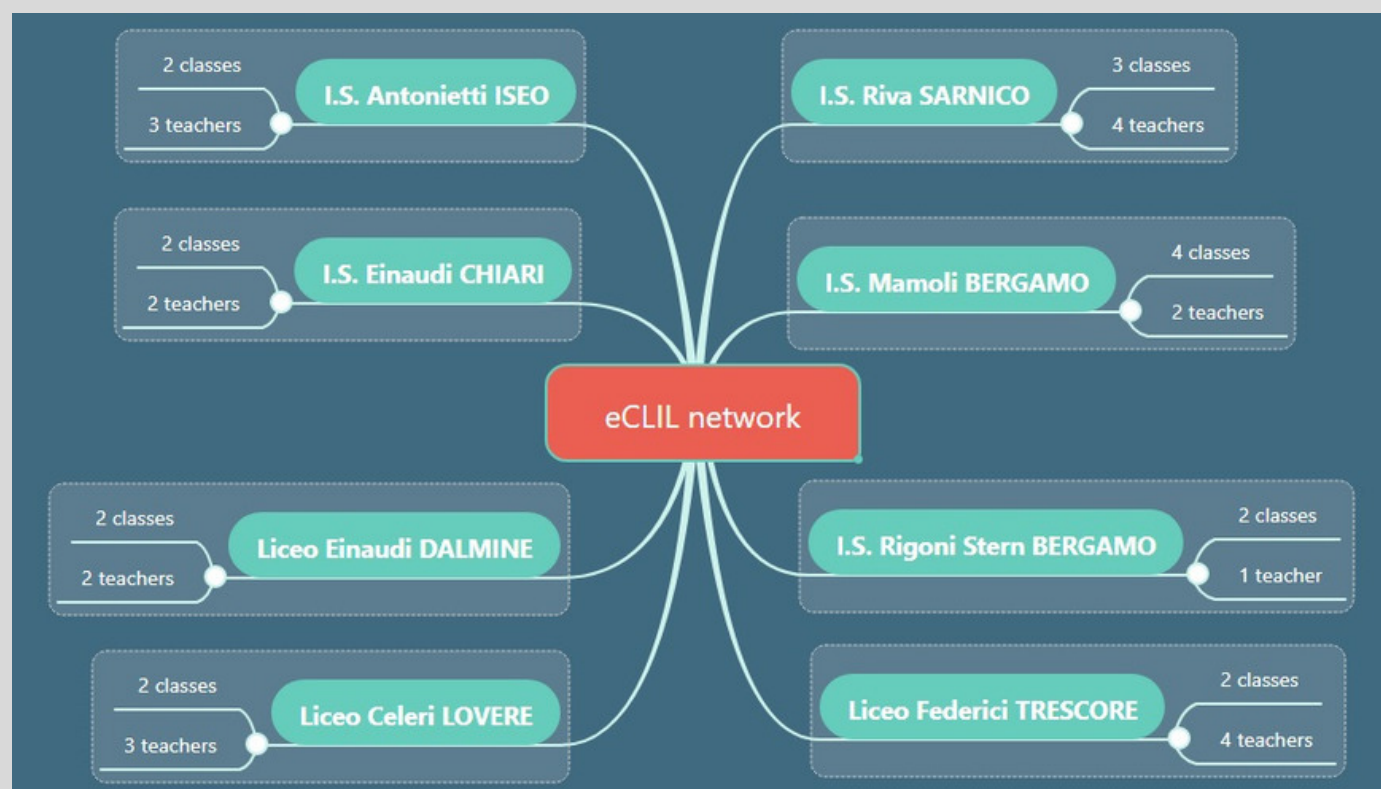 2 classes
I.S. Antonietti ISEO
3 teachers
I.S. Riva SARNICO
3 classes
4 teachers
2 classes
I.S. Einaudi CHIARI
2 teachers
I.S. Mamoli BERGAMO
4 classes
2 teachers
eCLIL network
2 classes
Liceo Einaudi DALMINE
2 teachers
I.S. Rigoni Stern BERGAMO
2 classes
1 teacher
2 classes
Liceo Celeri LOVERE
3 teachers
Liceo Federici TRESCORE
2 classes
4 teachers